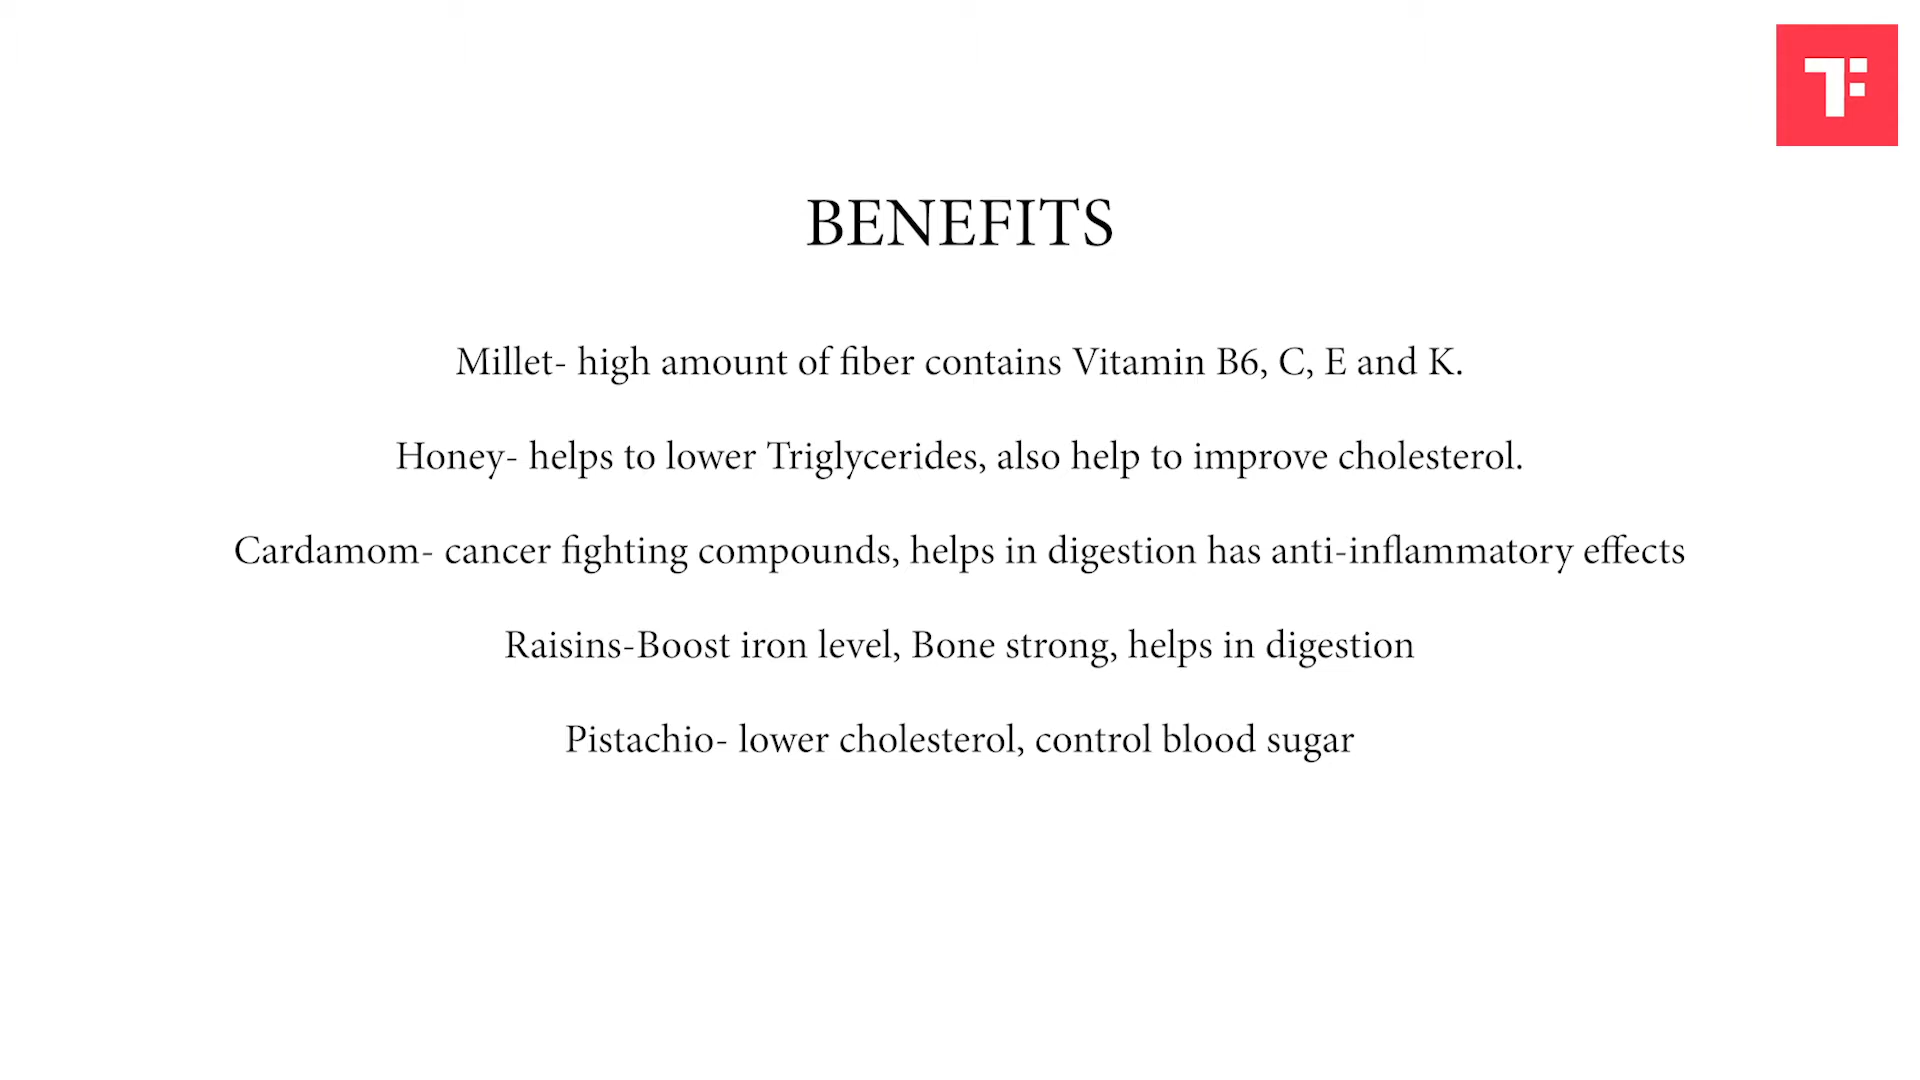 BENEFITS
Millet- high amount of fiber contains Vitamin B6, C, E and K.
Honey- helps to lower Triglycerides, also help to improve cholesterol.
Cardamom- cancer fighting compounds, helps in digestion has anti-inflammatory effects
Raisins-Boost iron level, Bone strong, helps in digestion
Pistachio- lower cholesterol, control blood sugar